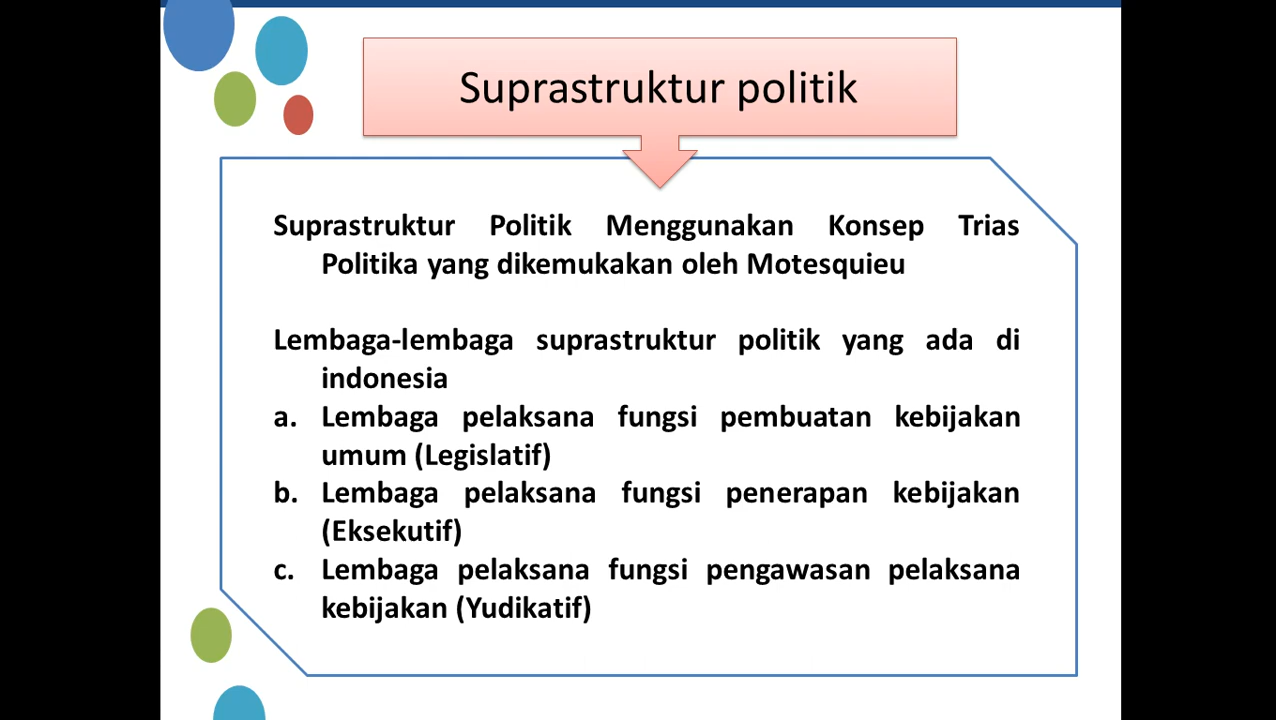 Suprastruktur politik
Suprastruktur Politik Menggunakan Konsep Trias
Politika yang dikemukakan oleh Motesquieu
Lembaga-lembaga suprastruktur politik yang ada di
indonesia
a. Lembaga pelaksana fungsi pembuatan kebijakan
umum (Legislatif)
b. Lembaga pelaksana fungsi penerapan kebijakan
(Eksekutif)
c. Lembaga pelaksana fungsi pengawasan pelaksana
kebijakan (Yudikatif)